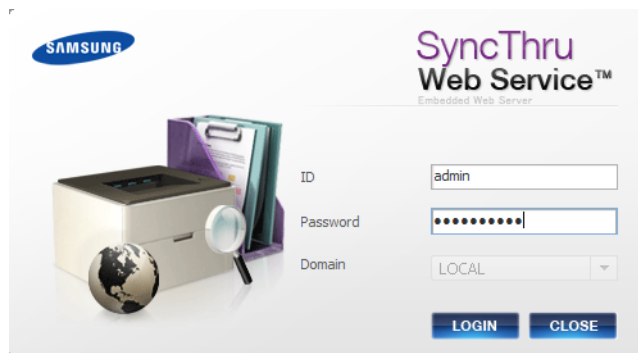 SAMSUNG
SyncThru
Web Service™
Embedded Web Server
ID
admin
Password
••••••••••
Domain
LOCAL
LOGIN
CLOSE